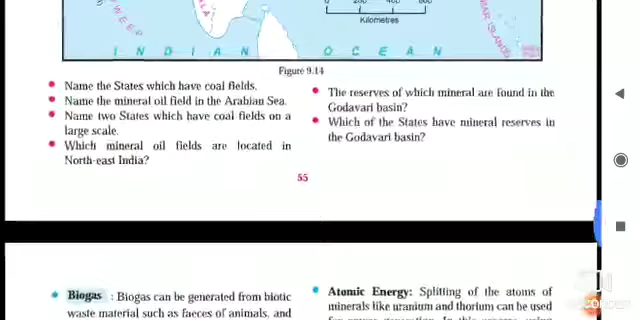 200 400 600
Kilometres
I N D I A N O C E A N
Figure 9.14
Name the States which have coal fields.
Name the mineral oil field in the Arabian Sea.
Name two States which have coal fields on a
large scale.
Which mineral oil fields are located in
North-east India?
The reserves of which mineral are found in the
Godavari basin?
Which of the States have mineral reserves in
the Godavari basin?
55
Biogas : Biogas can be generated from biotic
waste material such as faeces of animals, and
Atomic Energy: Splitting of the atoms of
minerals like uranium and thorium can be used